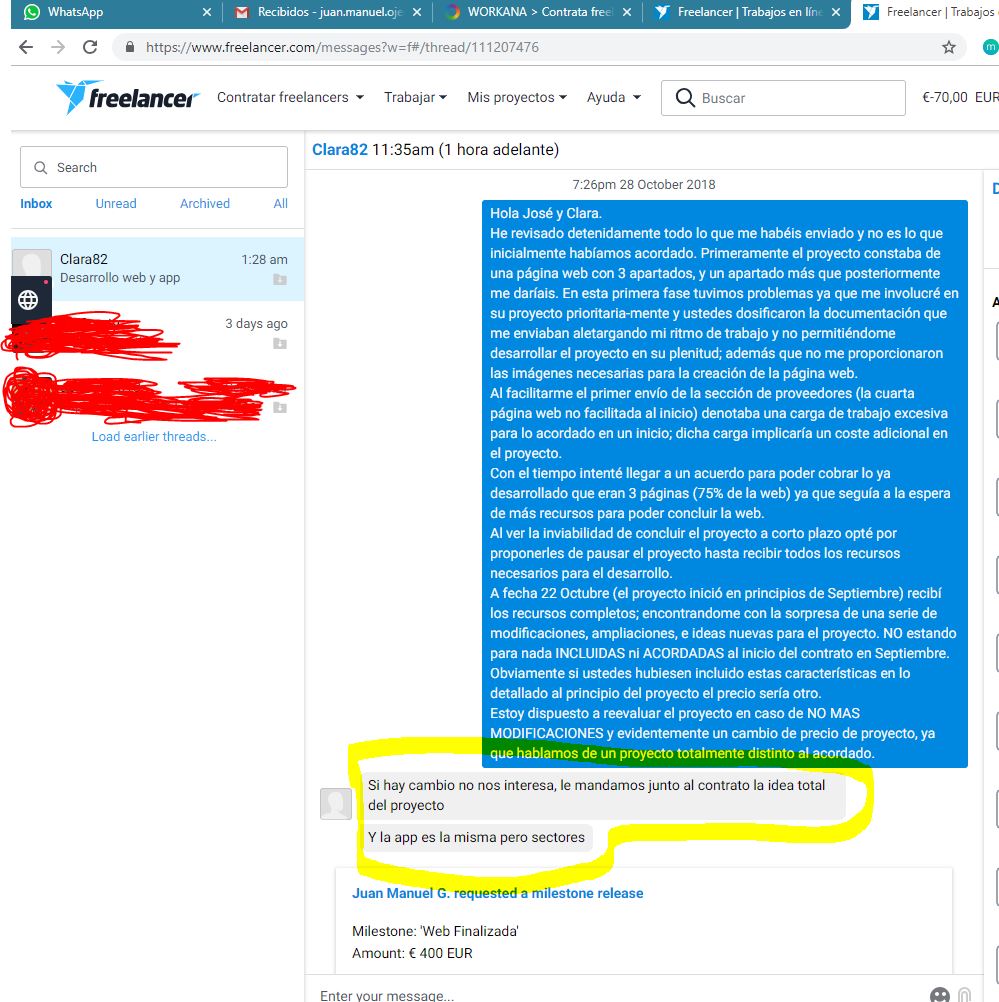 WhatsApp
Recibidos - juan.manuel.oje
WORKANA > Contrata free
Freelancer | Trabajos en líne
Freelancer | Trabajos
https://www.freelancer.com/messages?w=f#/thread/111207476
m
freelancer
Contratar freelancers
Trabajar
Mis proyectos
Ayuda
Buscar
€-70,00 EUR
Search
Inbox
Unread
Archived
All
Clara82
1:28 am
Desarrollo web y app
3 days ago
Load earlier threads...
Clara82 11:35am (1 hora adelante)
7:26pm 28 October 2018
Hola José y Clara.
He revisado detenidamente todo lo que me habéis enviado y no es lo que
inicialmente habíamos acordado. Primeramente el proyecto constaba de
una página web con 3 apartados, y un apartado más que posteriormente
me daríais. En esta primera fase tuvimos problemas ya que me involucré en
su proyecto prioritaria-mente y ustedes dosificaron la documentación que
me enviaban aletargando mi ritmo de trabajo y no permitiéndome
desarrollar el proyecto en su plenitud; además que no me proporcionaron
las imágenes necesarias para la creación de la página web.
Al facilitarme el primer envío de la sección de proveedores (la cuarta
página web no facilitada al inicio) denotaba una carga de trabajo excesiva
para lo acordado en un inicio; dicha carga implicaría un coste adicional en
el proyecto.
Con el tiempo intenté llegar a un acuerdo para poder cobrar lo ya
desarrollado que eran 3 páginas (75% de la web) ya que seguía a la espera
de más recursos para poder concluir la web.
Al ver la inviabilidad de concluir el proyecto a corto plazo opté por
proponerles de pausar el proyecto hasta recibir todos los recursos
necesarios para el desarrollo.
A fecha 22 Octubre (el proyecto inició en principios de Septiembre) recibí
los recursos completos; encontrandome con la sorpresa de una serie de
modificaciones, ampliaciones, e ideas nuevas para el proyecto. NO estando
para nada INCLUIDAS ni ACORDADAS al inicio del contrato en Septiembre.
Obviamente si ustedes hubiesen incluido estas características en lo
detallado al principio del proyecto el precio sería otro.
Estoy dispuesto a reevaluar el proyecto en caso de NO MAS
MODIFICACIONES y evidentemente un cambio de precio de proyecto, ya
que hablamos de un proyecto totalmente distinto al acordado.
Si hay cambio no nos interesa, le mandamos junto al contrato la idea total
del proyecto
Y la app es la misma pero sectores
Juan Manuel G. requested a milestone release
Milestone: 'Web Finalizada'
Amount: € 400 EUR
Enter your message...